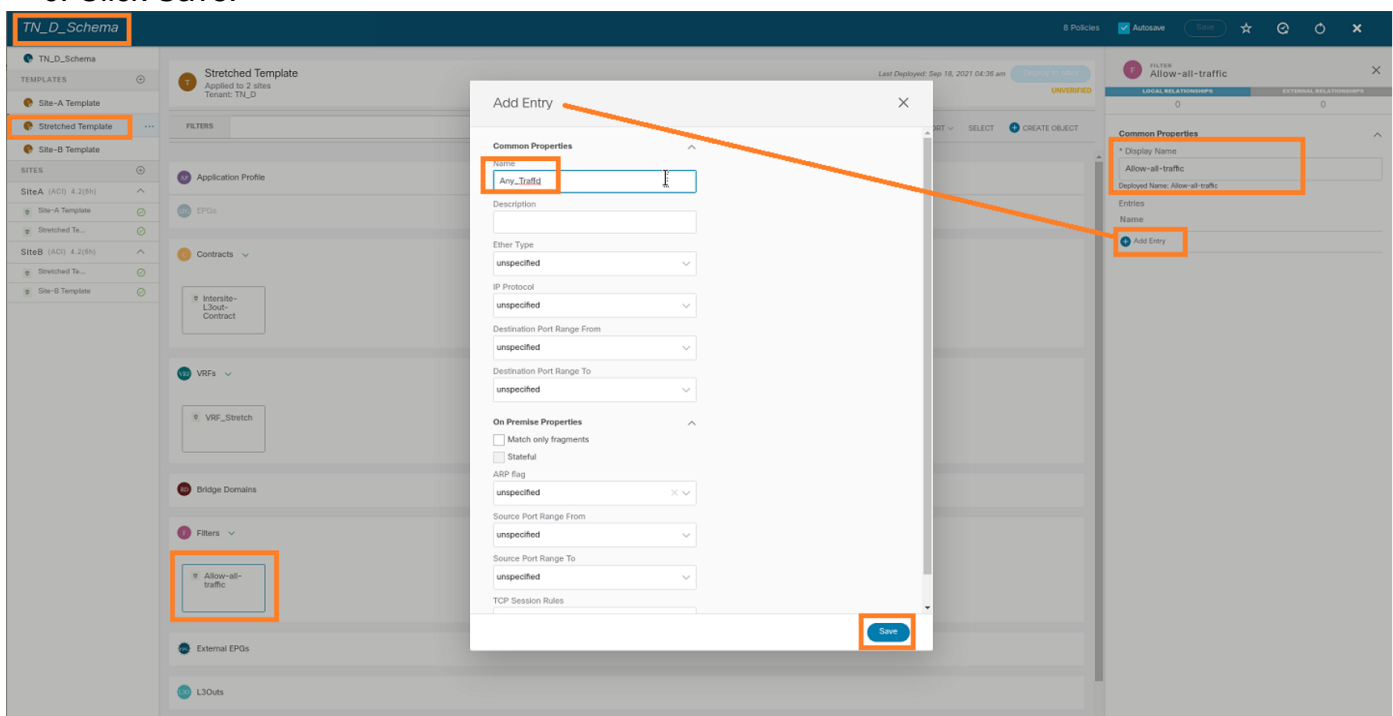 TN_D_Schema
8 Policies
Autosave
Save
TN_D_Schema
TEMPLATES
Site-A Template
Stretched Template
Site-B Template
SITES
SiteA (ACI) 4.2(6h)
Site-A Template
Stretched Te...
SiteB (ACI) 4.2(6h)
Stretched Te...
Site-B Template
T
Stretched Template
Applied to 2 sites
Tenant: TN_D
Last Deployed: Sep 16, 2021 04:36 am
UNVERIFIED
FILTERS
SELECT
CREATE OBJECT
AP Application Profile
EPGs
Contracts
Intersite-
L3out-
Contract
VRFs
VRF_Stretch
BD Bridge Domains
F Filters
Allow-all-
traffic
External EPGs
L3Outs
Add Entry
Common Properties
Name
Any_Traffic
Description
Ether Type
unspecified
IP Protocol
unspecified
Destination Port Range From
unspecified
Destination Port Range To
unspecified
On Premise Properties
Match only fragments
Stateful
ARP flag
unspecified
Source Port Range From
unspecified
Source Port Range To
unspecified
TCP Session Rules
Save
FILTER
Allow-all-traffic
LOCAL RELATIONSHIPS
EXTERNAL RELATIONSHIPS
0
0
Common Properties
* Display Name
Allow-all-traffic
Deployed Name: Allow-all-traffic
Entries
Name
Add Entry